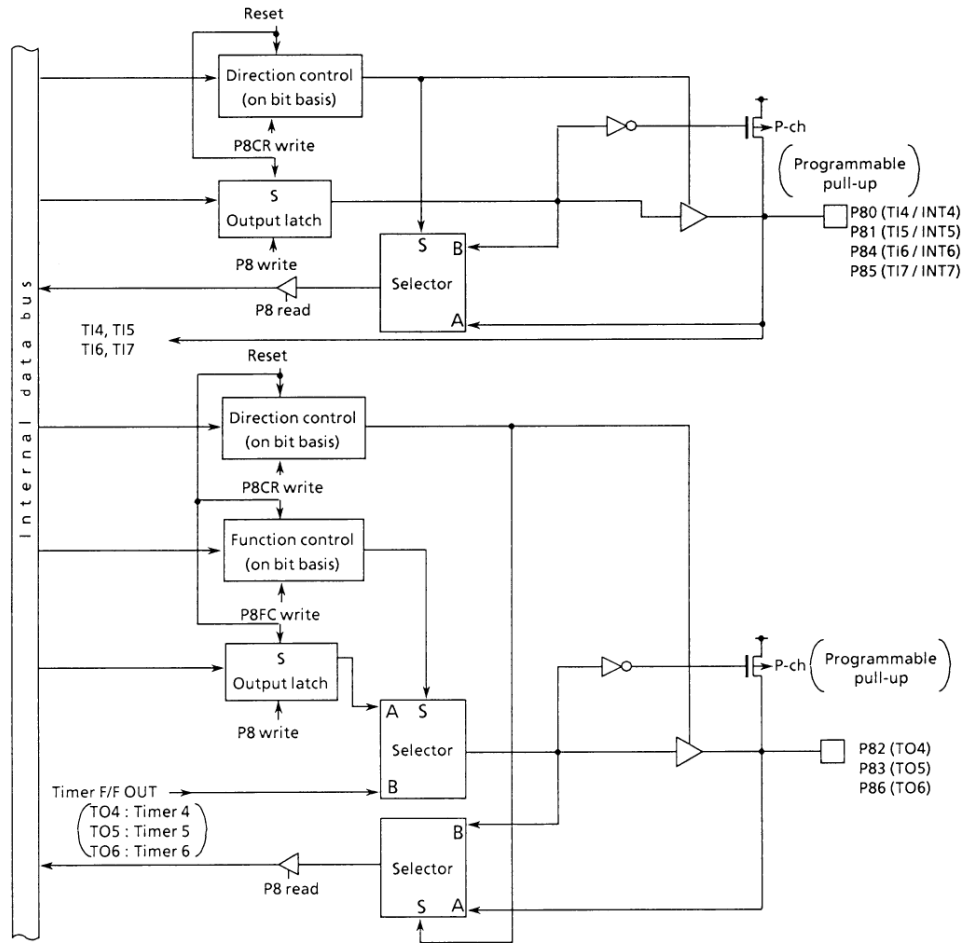 Reset
Direction control
(on bit basis)
P8CR write
S
Output latch
P8 write
P-ch
(Programmable
pull-up)
P80 (TI4 / INT4)
P81 (TI5 / INT5)
P84 (Ti6 / INT6)
P85 (TI7 / INT7)
S B
Selector
A
P8 read
TI4, TI5
TI6, TI7
Internal data bus
Reset
Direction control
(on bit basis)
P8CR write
Function control
(on bit basis)
P8FC write
S
Output latch
P8 write
P-ch (Programmable
pull-up)
A S
Selector
B
P82 (TO4)
P83 (TO5)
P86 (TO6)
Timer F/F OUT
(TO4 : Timer 4
TO5 : Timer 5
TO6 : Timer 6)
B
Selector
S A
P8 read